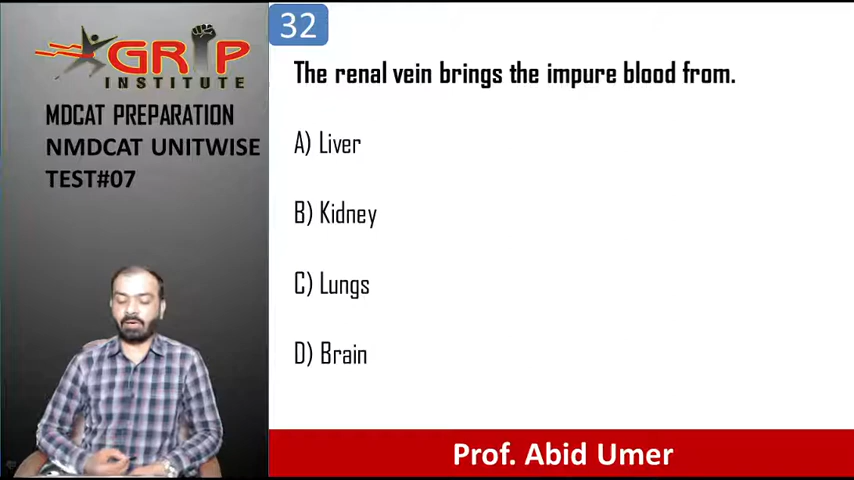 GRIP
INSTITUTE
MDCAT PREPARATION
NMDCAT UNITWISE
TEST#07
32
The renal vein brings the impure blood from.
A) Liver
B) Kidney
C) Lungs
D) Brain
Prof. Abid Umer